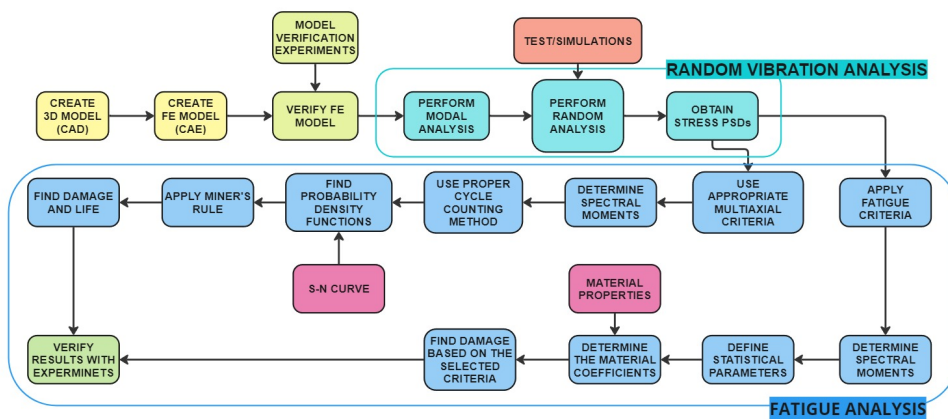 MODEL
VERIFICATION
EXPERIMENTS
TEST/SIMULATIONS
RANDOM VIBRATION ANALYSIS
CREATE
3D MODEL
(CAD)
CREATE
FE MODEL
(CAE)
VERIFY FE
MODEL
PERFORM
MODAL
ANALYSIS
PERFORM
RANDOM
ANALYSIS
OBTAIN
STRESS PSDs
FIND DAMAGE
AND LIFE
APPLY MINER'S
RULE
FIND
PROBABILITY
DENSITY
FUNCTIONS
USE PROPER
CYCLE
COUNTING
METHOD
DETERMINE
SPECTRAL
MOMENTS
USE
APPROPRIATE
MULTIAXIAL
CRITERIA
APPLY
FATIGUE
CRITERIA
S-N CURVE
MATERIAL
PROPERTIES
VERIFY
RESULTS WITH
EXPERMINETS
FIND DAMAGE
BASED ON THE
SELECTED
CRITERIA
DETERMINE
THE MATERIAL
COEFFICIENTS
DEFINE
STATISTICAL
PARAMETERS
DETERMINE
SPECTRAL
MOMENTS
FATIGUE ANALYSIS